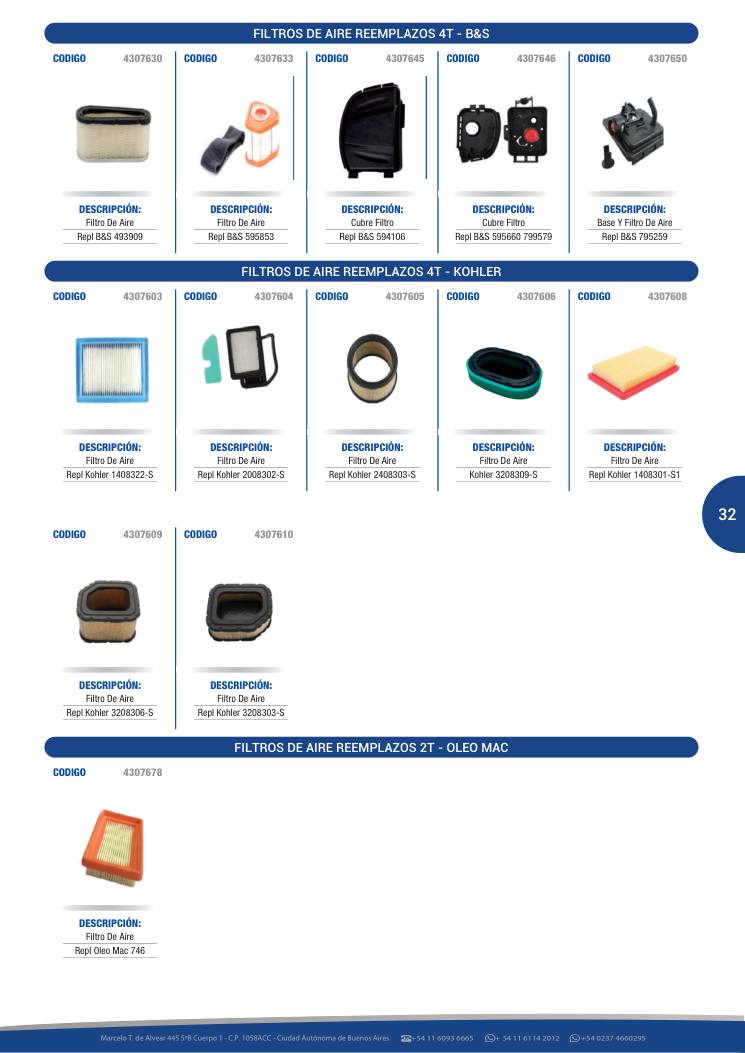 FILTROS DE AIRE REEMPLAZOS 4T - B&S
CODIGO 4307630
CODIGO 4307633
CODIGO 4307645
CODIGO 4307646
CODIGO 4307650
DESCRIPCIÓN:
Filtro De Aire
Repl B&S 493909
DESCRIPCIÓN:
Filtro De Aire
Repl B&S 595853
DESCRIPCIÓN:
Cubre Filtro
Repl B&S 594106
DESCRIPCIÓN:
Cubre Filtro
Repl B&S 595660 799579
DESCRIPCIÓN:
Base Y Filtro De Aire
Repl B&S 795259
FILTROS DE AIRE REEMPLAZOS 4T - KOHLER
CODIGO 4307603
CODIGO 4307604
CODIGO 4307605
CODIGO 4307606
CODIGO 4307608
DESCRIPCIÓN:
Filtro De Aire
Repl Kohler 1408322-S
DESCRIPCIÓN:
Filtro De Aire
Repl Kohler 2008302-S
DESCRIPCIÓN:
Filtro De Aire
Repl Kohler 2408303-S
DESCRIPCIÓN:
Filtro De Aire
Kohler 3208309-S
DESCRIPCIÓN:
Filtro De Aire
Repl Kohler 1408301-S1
32
CODIGO 4307609
CODIGO 4307610
DESCRIPCIÓN:
Filtro De Aire
Repl Kohler 3208306-S
DESCRIPCIÓN:
Filtro De Aire
Repl Kohler 3208303-S
FILTROS DE AIRE REEMPLAZOS 2T - OLEO MAC
CODIGO 4307678
DESCRIPCIÓN:
Filtro De Aire
Repl Oleo Mac 746
Marcelo T. de Alvear 445 5ºB Cuerpo 1 - C.P. 1058ACC - Ciudad Autónoma de Buenos Aires. +54 11 6093 6665 + 54 11 6114 2012 +54 0237 4660295